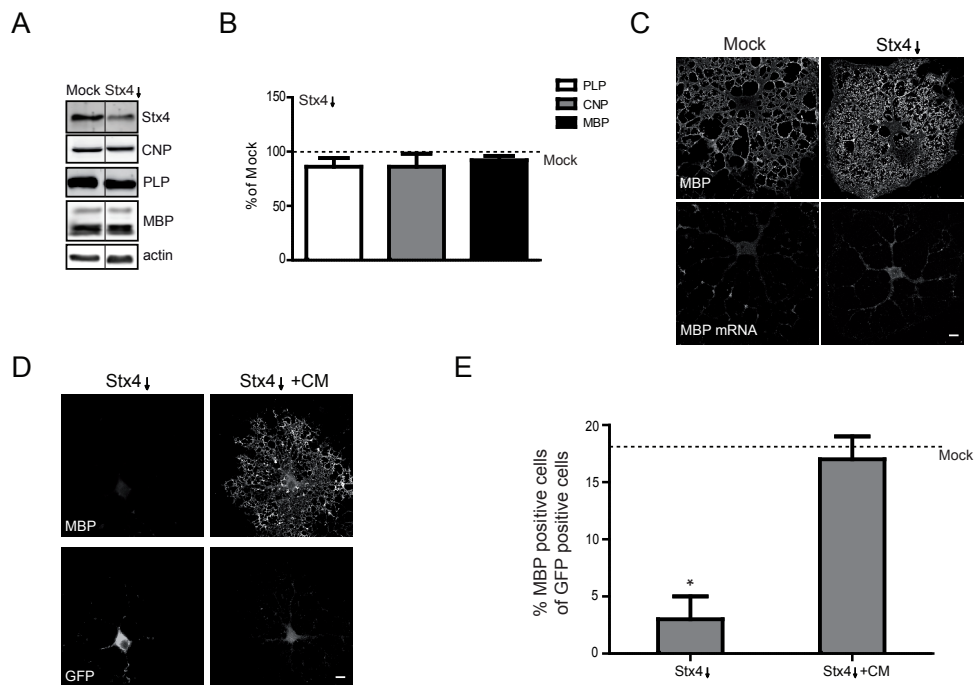 A
Mock Stx4↓
Stx4
CNP
PLP
MBP
actin
B
Stx4↓
PLP
CNP
MBP
150
100
50
0
% of Mock
Mock
C
Mock
Stx4↓
MBP
MBP mRNA
D
Stx4↓
Stx4↓ +CM
MBP
GFP
E
20
15
10
5
0
% MBP positive cells
of GFP positive cells
Mock
*
Stx4↓
Stx4↓+CM